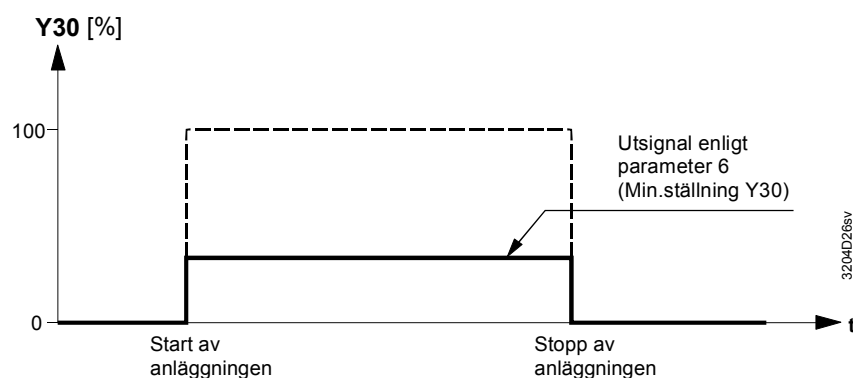 Y30 [%]
100
Utsignal enligt
parameter 6
(Min.ställning Y30)
3204D26sv
0
t
Start av
anläggningen
Stopp av
anläggningen